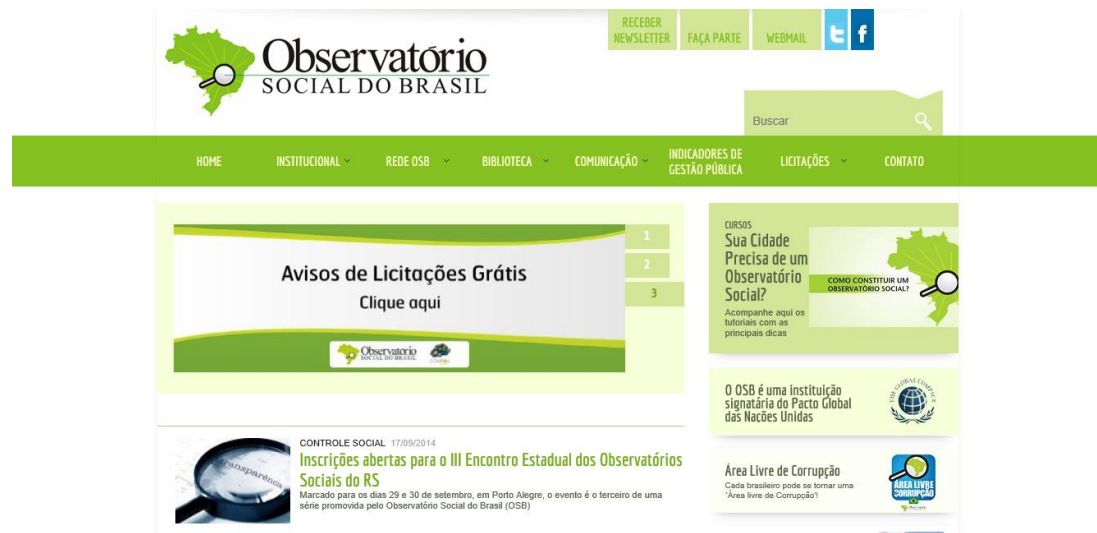 RECEBER
NEWSLETTER
FAÇA PARTE
WEBMAIL
Observatório
SOCIAL DO BRASIL
Buscar
HOME
INSTITUCIONAL
REDE OSB
BIBLIOTECA
COMUNICAÇÃO
INDICADORES DE
GESTÃO PÚBLICA
LICITAÇÕES
CONTATO
Avisos de Licitações Grátis
Clique aqui
Observatório
SOCIAL DO BRASIL
1
2
3
CURSOS
Sua Cidade
Precisa de um
Observatório
Social?
Acompanhe aqui os
tutoriais com as
principais dicas
COMO CONSTITUIR UM
OBSERVATÓRIO SOCIAL?
O OSB é uma instituição
signatária do Pacto Global
das Nações Unidas
THE GLOBAL COMPACT
Área Livre de Corrupção
Cada brasileiro pode se tornar uma
'Área livre de Corrupção'!
ÁREA LIVRE
CORRUPÇÃO
transparência
CONTROLE SOCIAL 17/09/2014
Inscrições abertas para o III Encontro Estadual dos Observatórios
Sociais do RS
Marcado para os dias 29 e 30 de setembro, em Porto Alegre, o evento é o terceiro de uma
série promovida pelo Observatório Social do Brasil (OSB)